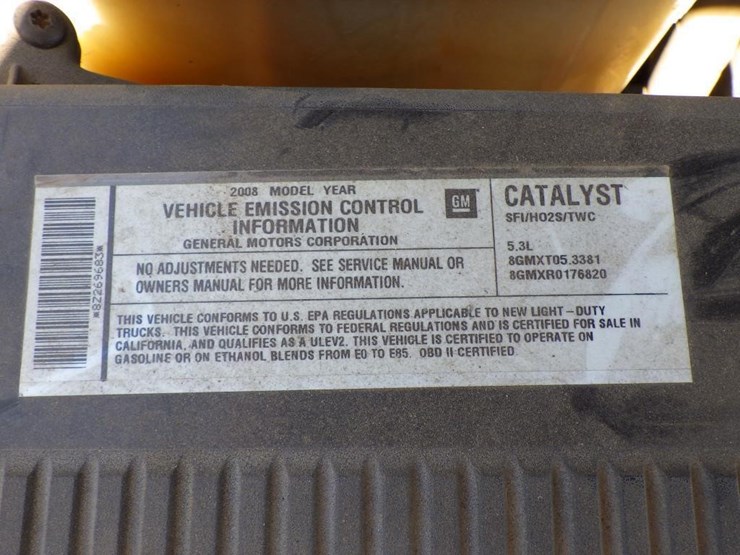 2008 MODEL YEAR
VEHICLE EMISSION CONTROL
INFORMATION
GENERAL MOTORS CORPORATION
GM
NO ADJUSTMENTS NEEDED. SEE SERVICE MANUAL OR
OWNERS MANUAL FOR MORE INFORMATION.
CATALYST
SFI/HO2S/TWC
5.3L
8GMXT05.3381
8GMXR0176820
THIS VEHICLE CONFORMS TO U.S. EPA REGULATIONS APPLICABLE TO NEW LIGHT-DUTY
TRUCKS. THIS VEHICLE CONFORMS TO FEDERAL REGULATIONS AND IS CERTIFIED FOR SALE IN
CALIFORNIA, AND QUALIFIES AS A ULEV2. THIS VEHICLE IS CERTIFIED TO OPERATE ON
GASOLINE OR ON ETHANOL BLENDS FROM E0 TO E85. OBD II CERTIFIED
*82269683*